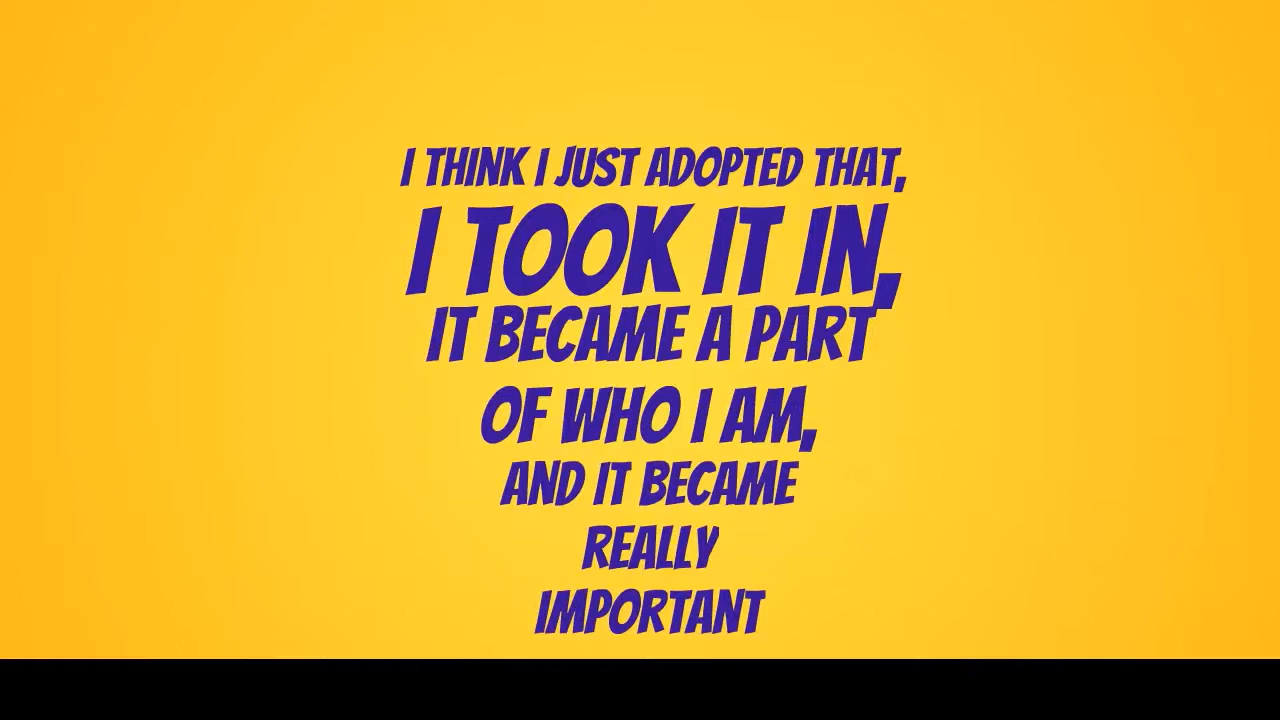 I THINK I JUST ADOPTED THAT,
I TOOK IT IN,
IT BECAME A PART
OF WHO I AM,
AND IT BECAME
REALLY
IMPORTANT